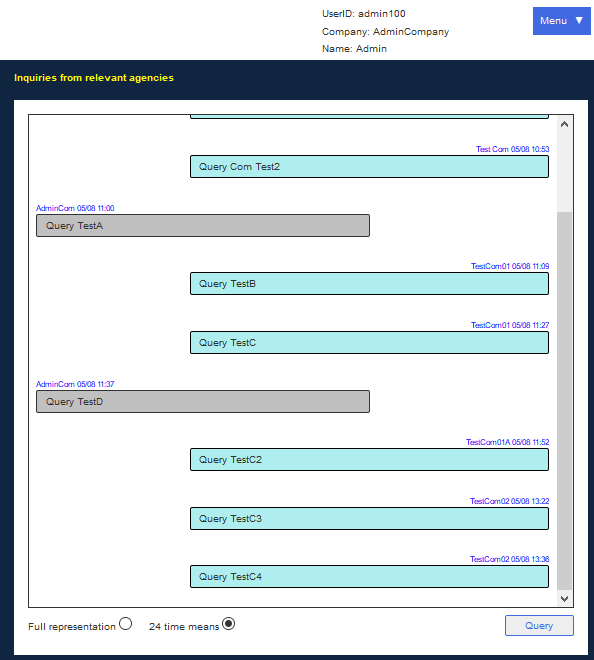 UserID: admin100
Company: AdminCompany
Name: Admin
Menu ▼
Inquiries from relevant agencies
Test Com 05/08 10:53
Query Com Test2
AdminCom 05/08 11:00
Query TestA
TestCom01 05/08 11:09
Query TestB
TestCom01 05/08 11:27
Query TestC
AdminCom 05/08 11:37
Query TestD
TestCom01A 05/08 11:52
Query TestC2
TestCom02 05/08 13:22
Query TestC3
TestCom02 05/08 13:36
Query TestC4
Full representation 24 time means Query